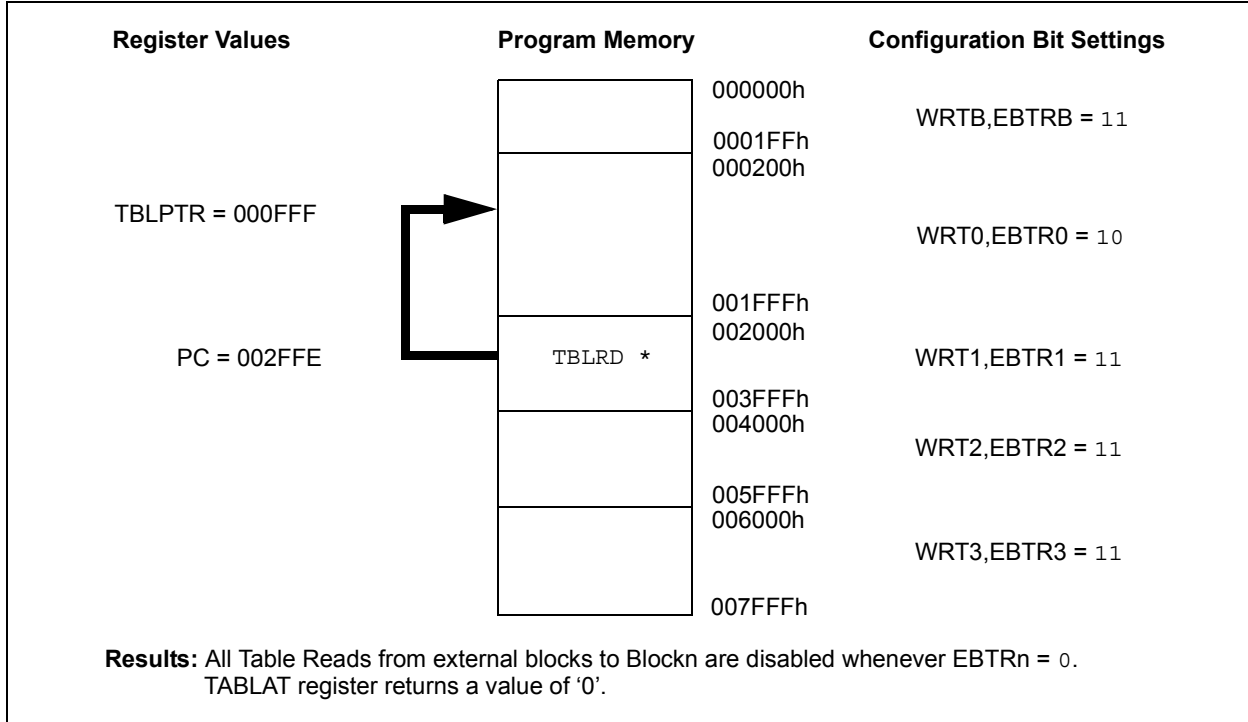 Register Values Program Memory Configuration Bit Settings
000000h
WRTB,EBTRB = 11
0001FFh
000200h
TBLPTR = 000FFF
WRT0,EBTR0 = 10
001FFFh
002000h
PC = 002FFE TBLRD * WRT1,EBTR1 = 11
003FFFh
004000h
WRT2,EBTR2 = 11
005FFFh
006000h
WRT3,EBTR3 = 11
007FFFh
Results: All Table Reads from external blocks to Blockn are disabled whenever EBTRn = 0.
TABLAT register returns a value of ‘0’.